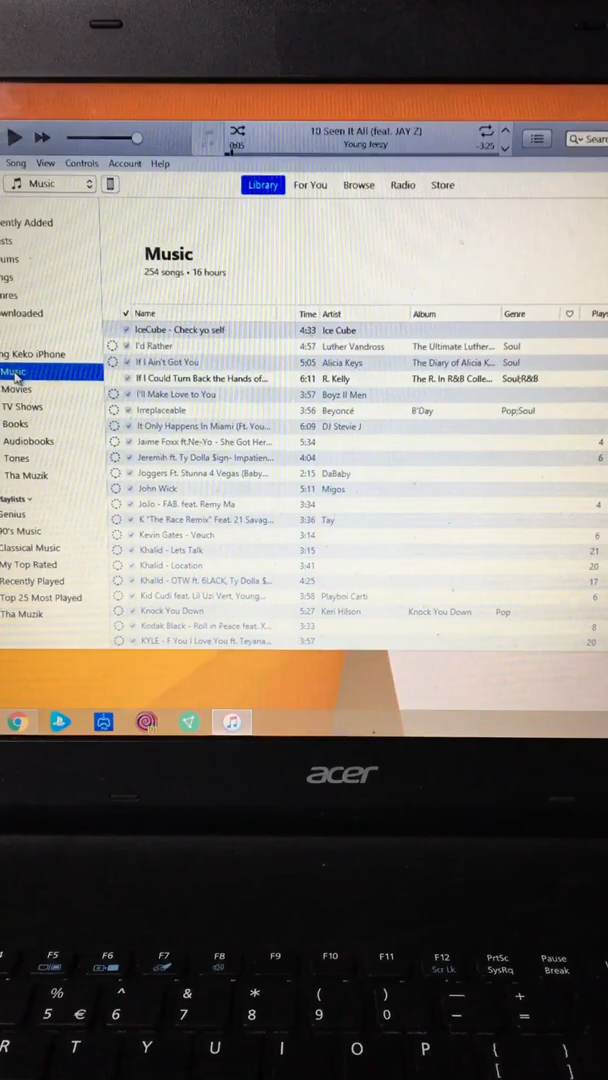 10 Seen It All (feat. JAY Z)
Young Jeezy
0:05
-3:25
Song View Controls Account Help
Music
Library For You Browse Radio Store
ently Added
sts
ums
ngs
nres
wnloaded
ng Keko iPhone
Music
Movies
TV Shows
Books
Audiobooks
Tones
Tha Muzik
Playlists
Genius
90's Music
Classical Music
My Top Rated
Recently Played
Top 25 Most Played
Tha Muzik
Music
254 songs • 16 hours
Name Time Artist Album Genre Plays
IceCube - Check yo self 4:33 Ice Cube
I'd Rather 4:57 Luther Vandross The Ultimate Luther... Soul
If I Ain't Got You 5:05 Alicia Keys The Diary of Alicia K... Soul
If I Could Turn Back the Hands of... 6:11 R. Kelly The R. In R&B Colle... Soul;R&B
I'll Make Love to You 3:57 Boyz II Men
Irreplaceable 3:56 Beyoncé B'Day Pop;Soul
It Only Happens In Miami (Ft. You... 6:09 DJ Stevie J
Jaime Foxx ft.Ne-Yo - She Got Her... 5:34 4
Jeremih ft. Ty Dolla $ign- Impatien... 4:04 6
Joggers Ft. Stunna 4 Vegas (Baby... 2:15 DaBaby
John Wick 5:11 Migos
JoJo - FAB. feat. Remy Ma 3:34 4
K "The Race Remix" Feat. 21 Savag... 3:36 Tay
Kevin Gates - Vouch 3:14 6
Khalid - Lets Talk 3:15 21
Khalid - Location 3:41 20
Khalid - OTW ft. 6LACK, Ty Dolla $... 4:25 17
Kid Cudi feat. Lil Uzi Vert, Young... 3:58 Playboi Carti 6
Knock You Down 5:27 Keri Hilson Knock You Down Pop
Kodak Black - Roll in Peace feat. X... 3:33 8
KYLE - F You I Love You ft. Teyana... 3:57 20
acer
F5 F6 F7 F8 F9 F10 F11 F12 PrtSc Pause
Scr Lk SysRq Break
% ^ & * ( ) — +
5 € 6 7 8 9 0 – =
R T Y U I O P { }
[ ]